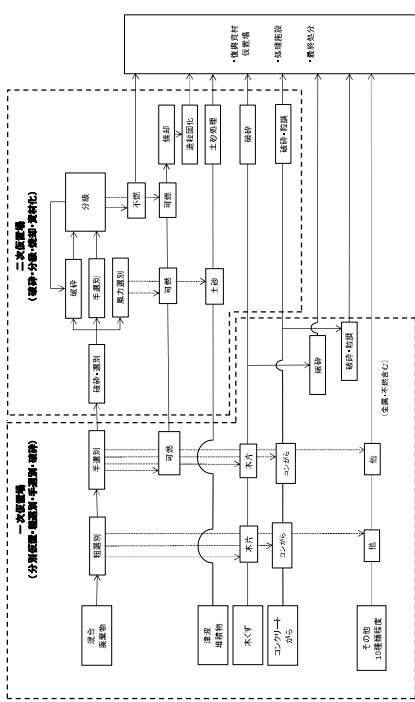 一次仮置場
(分別仮置・粗選別・手選別・破砕)
二次仮置場
(破砕・分級・焼却・資材化)
混合
廃棄物
粗選別
手選別
破砕・選別
破砕
手選別
風力選別
分級
不燃
可燃
可燃
可燃
焼却
造粒固化
津波
堆積物
土砂
土砂処理
木くず
木片
木片
破砕
破砕
コンクリート
がら
コンがら
コンがら
破砕・粒調
破砕・粒調
その他
10種類程度
他
他
(金属・不燃含む)
・復興資材
仮置場
・処理施設
・最終処分